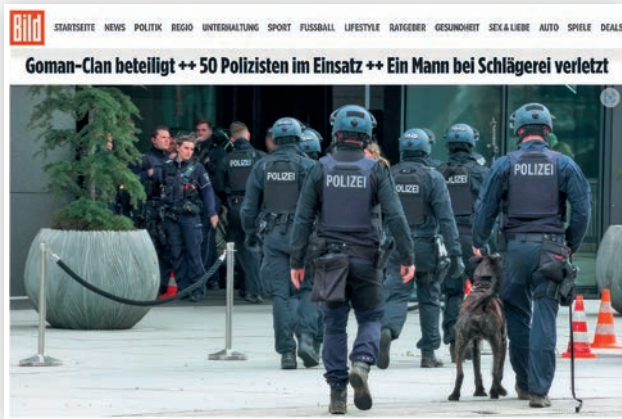 Bild
STARTSEITE NEWS POLITIK REGIO UNTERHALTUNG SPORT FUSSBALL LIFESTYLE RATGEBER GESUNDHEIT SEX & LIEBE AUTO SPIELE DEALS
Goman-Clan beteiligt ++ 50 Polizisten im Einsatz ++ Ein Mann bei Schlägerei verletzt
POLIZEI
POLIZEI
POLIZEI
POLIZEI
POLIZEI
POLIZEI